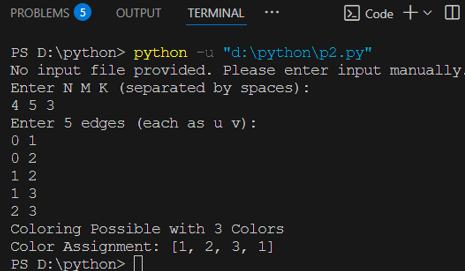 PROBLEMS 5 OUTPUT TERMINAL ... Code
PS D:\python> python -u "d:\python\p2.py"
No input file provided. Please enter input manually.
Enter N M K (separated by spaces):
4 5 3
Enter 5 edges (each as u v):
0 1
0 2
1 2
1 3
2 3
Coloring Possible with 3 Colors
Color Assignment: [1, 2, 3, 1]
PS D:\python>